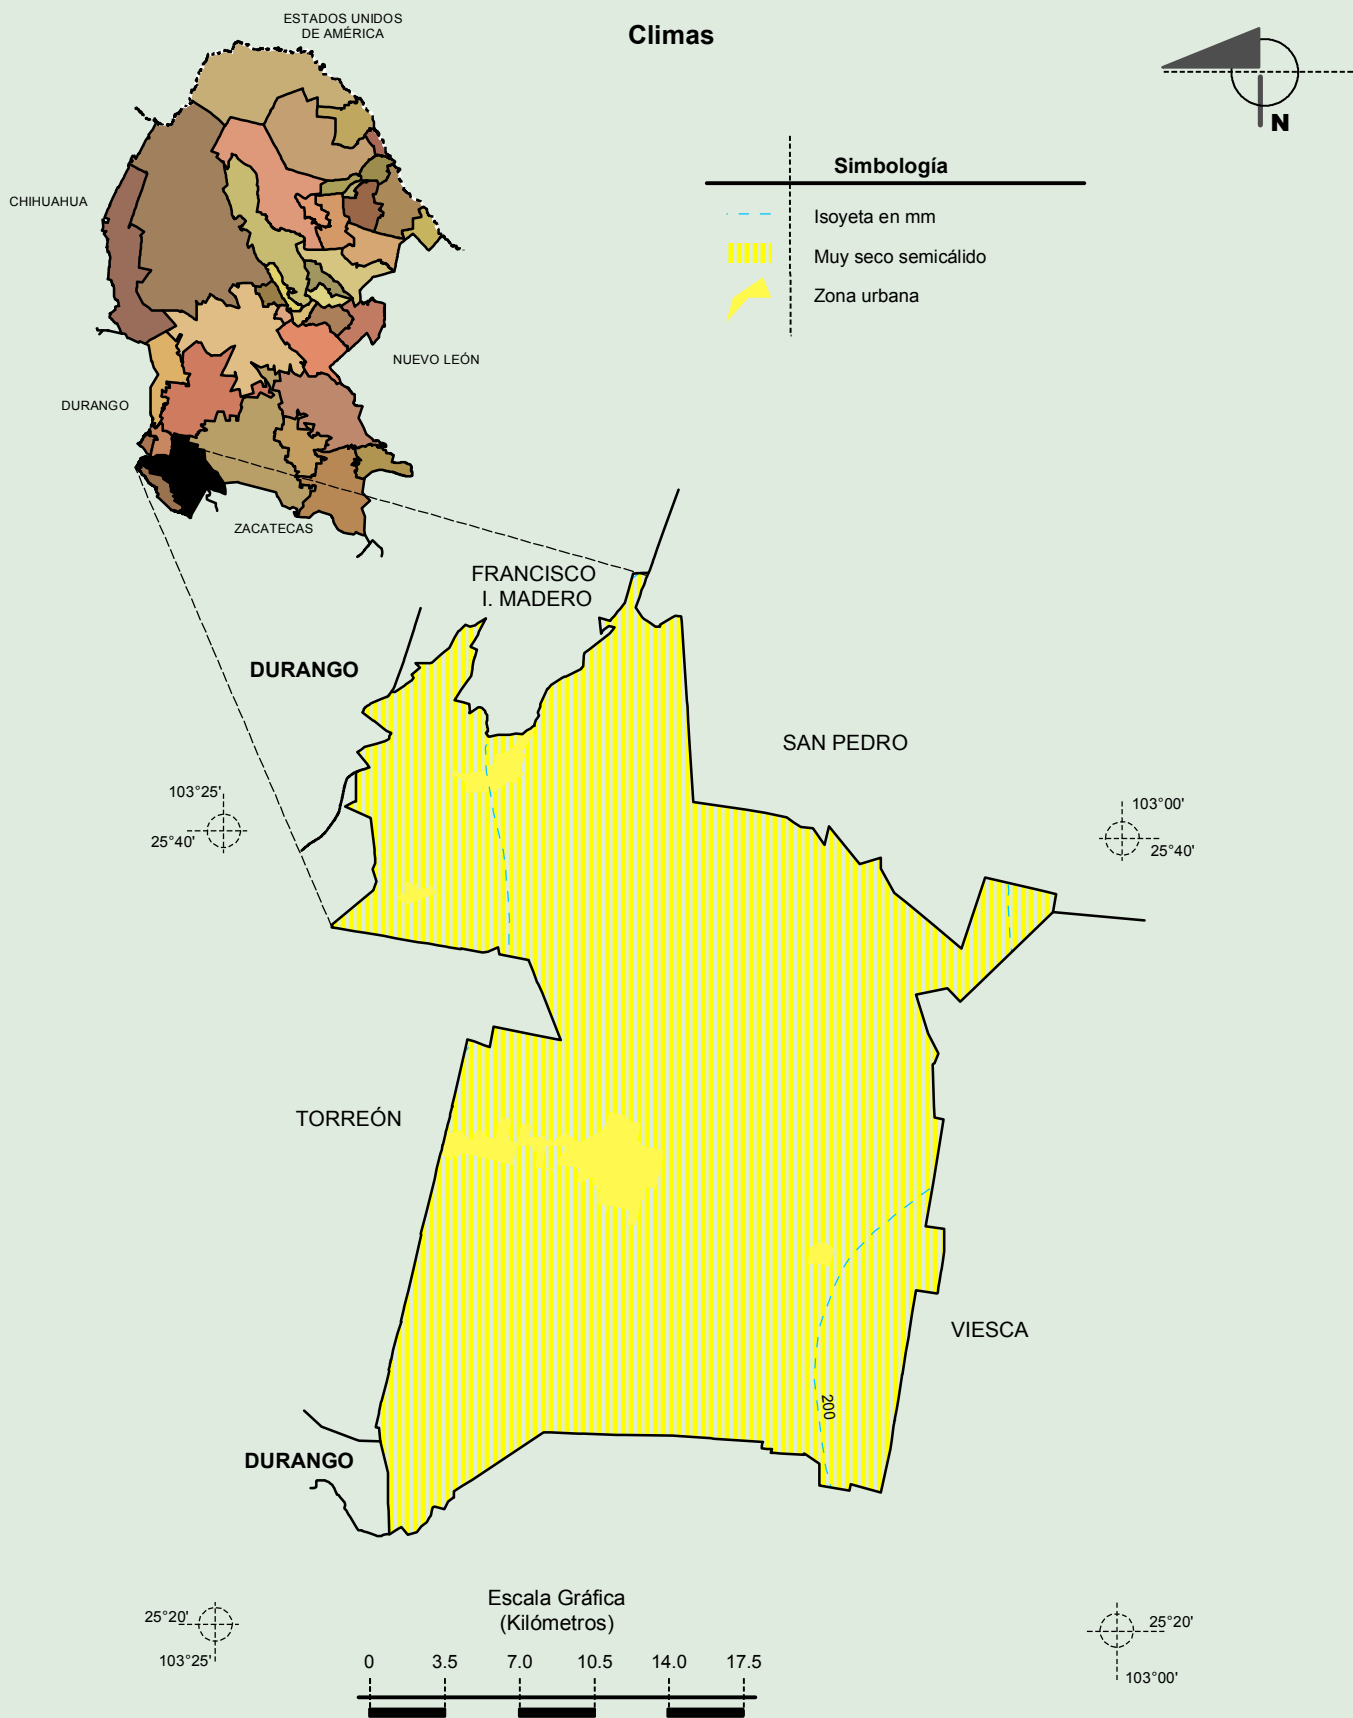 ESTADOS UNIDOS
DE AMÉRICA
Climas
N
Simbología
Isoyeta en mm
Muy seco semicálido
Zona urbana
CHIHUAHUA
NUEVO LEÓN
DURANGO
ZACATECAS
FRANCISCO
I. MADERO
DURANGO
SAN PEDRO
103°25'
25°40'
103°00'
25°40'
TORREÓN
VIESCA
200
DURANGO
Escala Gráfica
(Kilómetros)
25°20'
103°25'
25°20'
103°00'
0 3.5 7.0 10.5 14.0 17.5